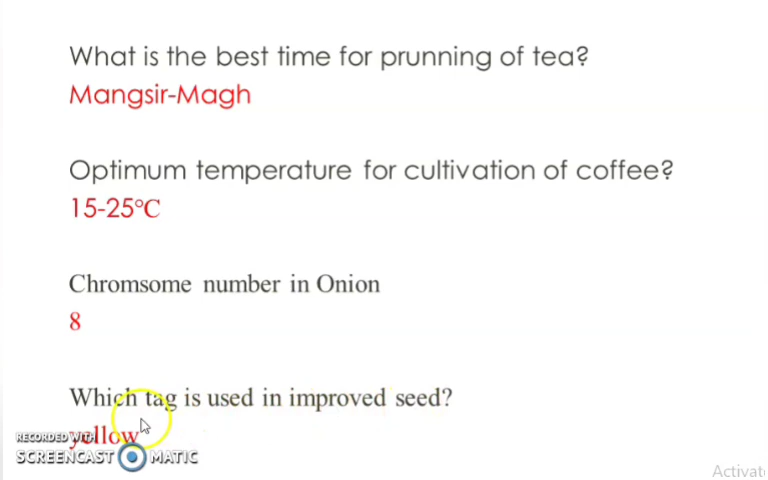 What is the best time for prunning of tea?
Mangsir-Magh
Optimum temperature for cultivation of coffee?
15-25°C
Chromsome number in Onion
8
Which tag is used in improved seed?
yellow
RECORDED WITH
SCREENCAST MATIC
Activat